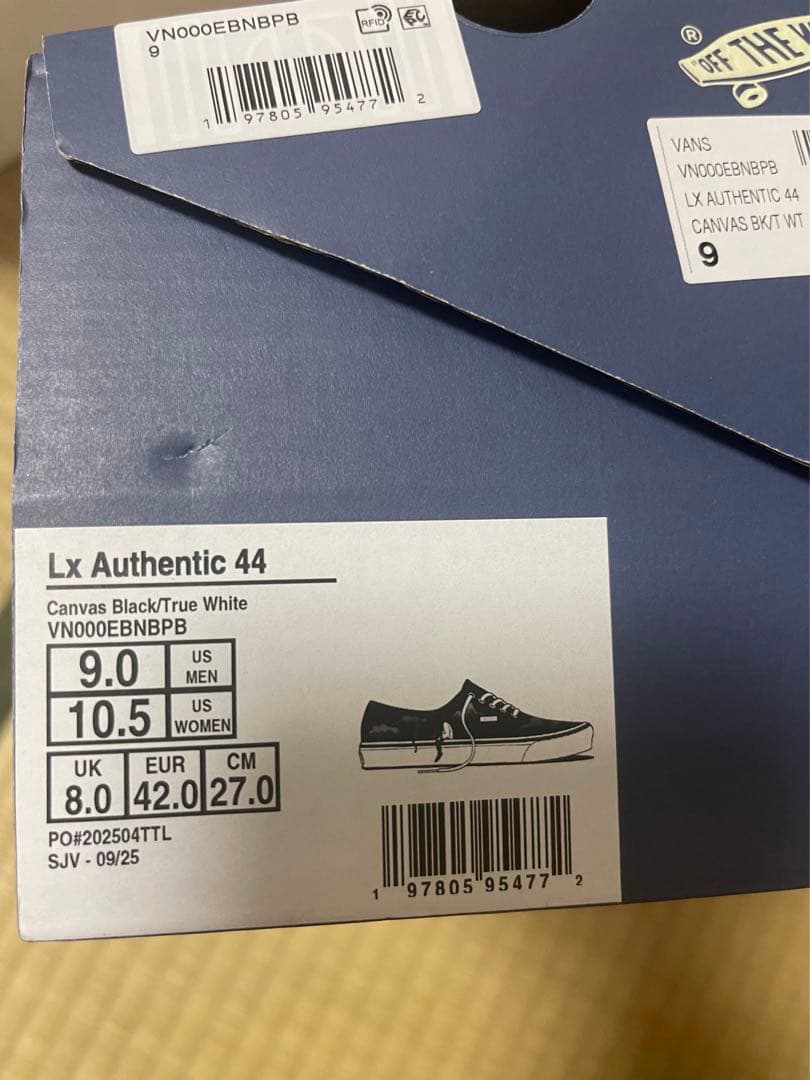 VN000EBNBPB
9
RFID
1 97805 95477 2
®
"OFF THE
VANS
VN000EBNBPB
LX AUTHENTIC 44
CANVAS BK/T WT
9
Lx Authentic 44
Canvas Black/True White
VN000EBNBPB
9.0 US MEN
10.5 US WOMEN
UK EUR CM
8.0 42.0 27.0
PO#202504TTL
SJV - 09/25
1 97805 95477 2